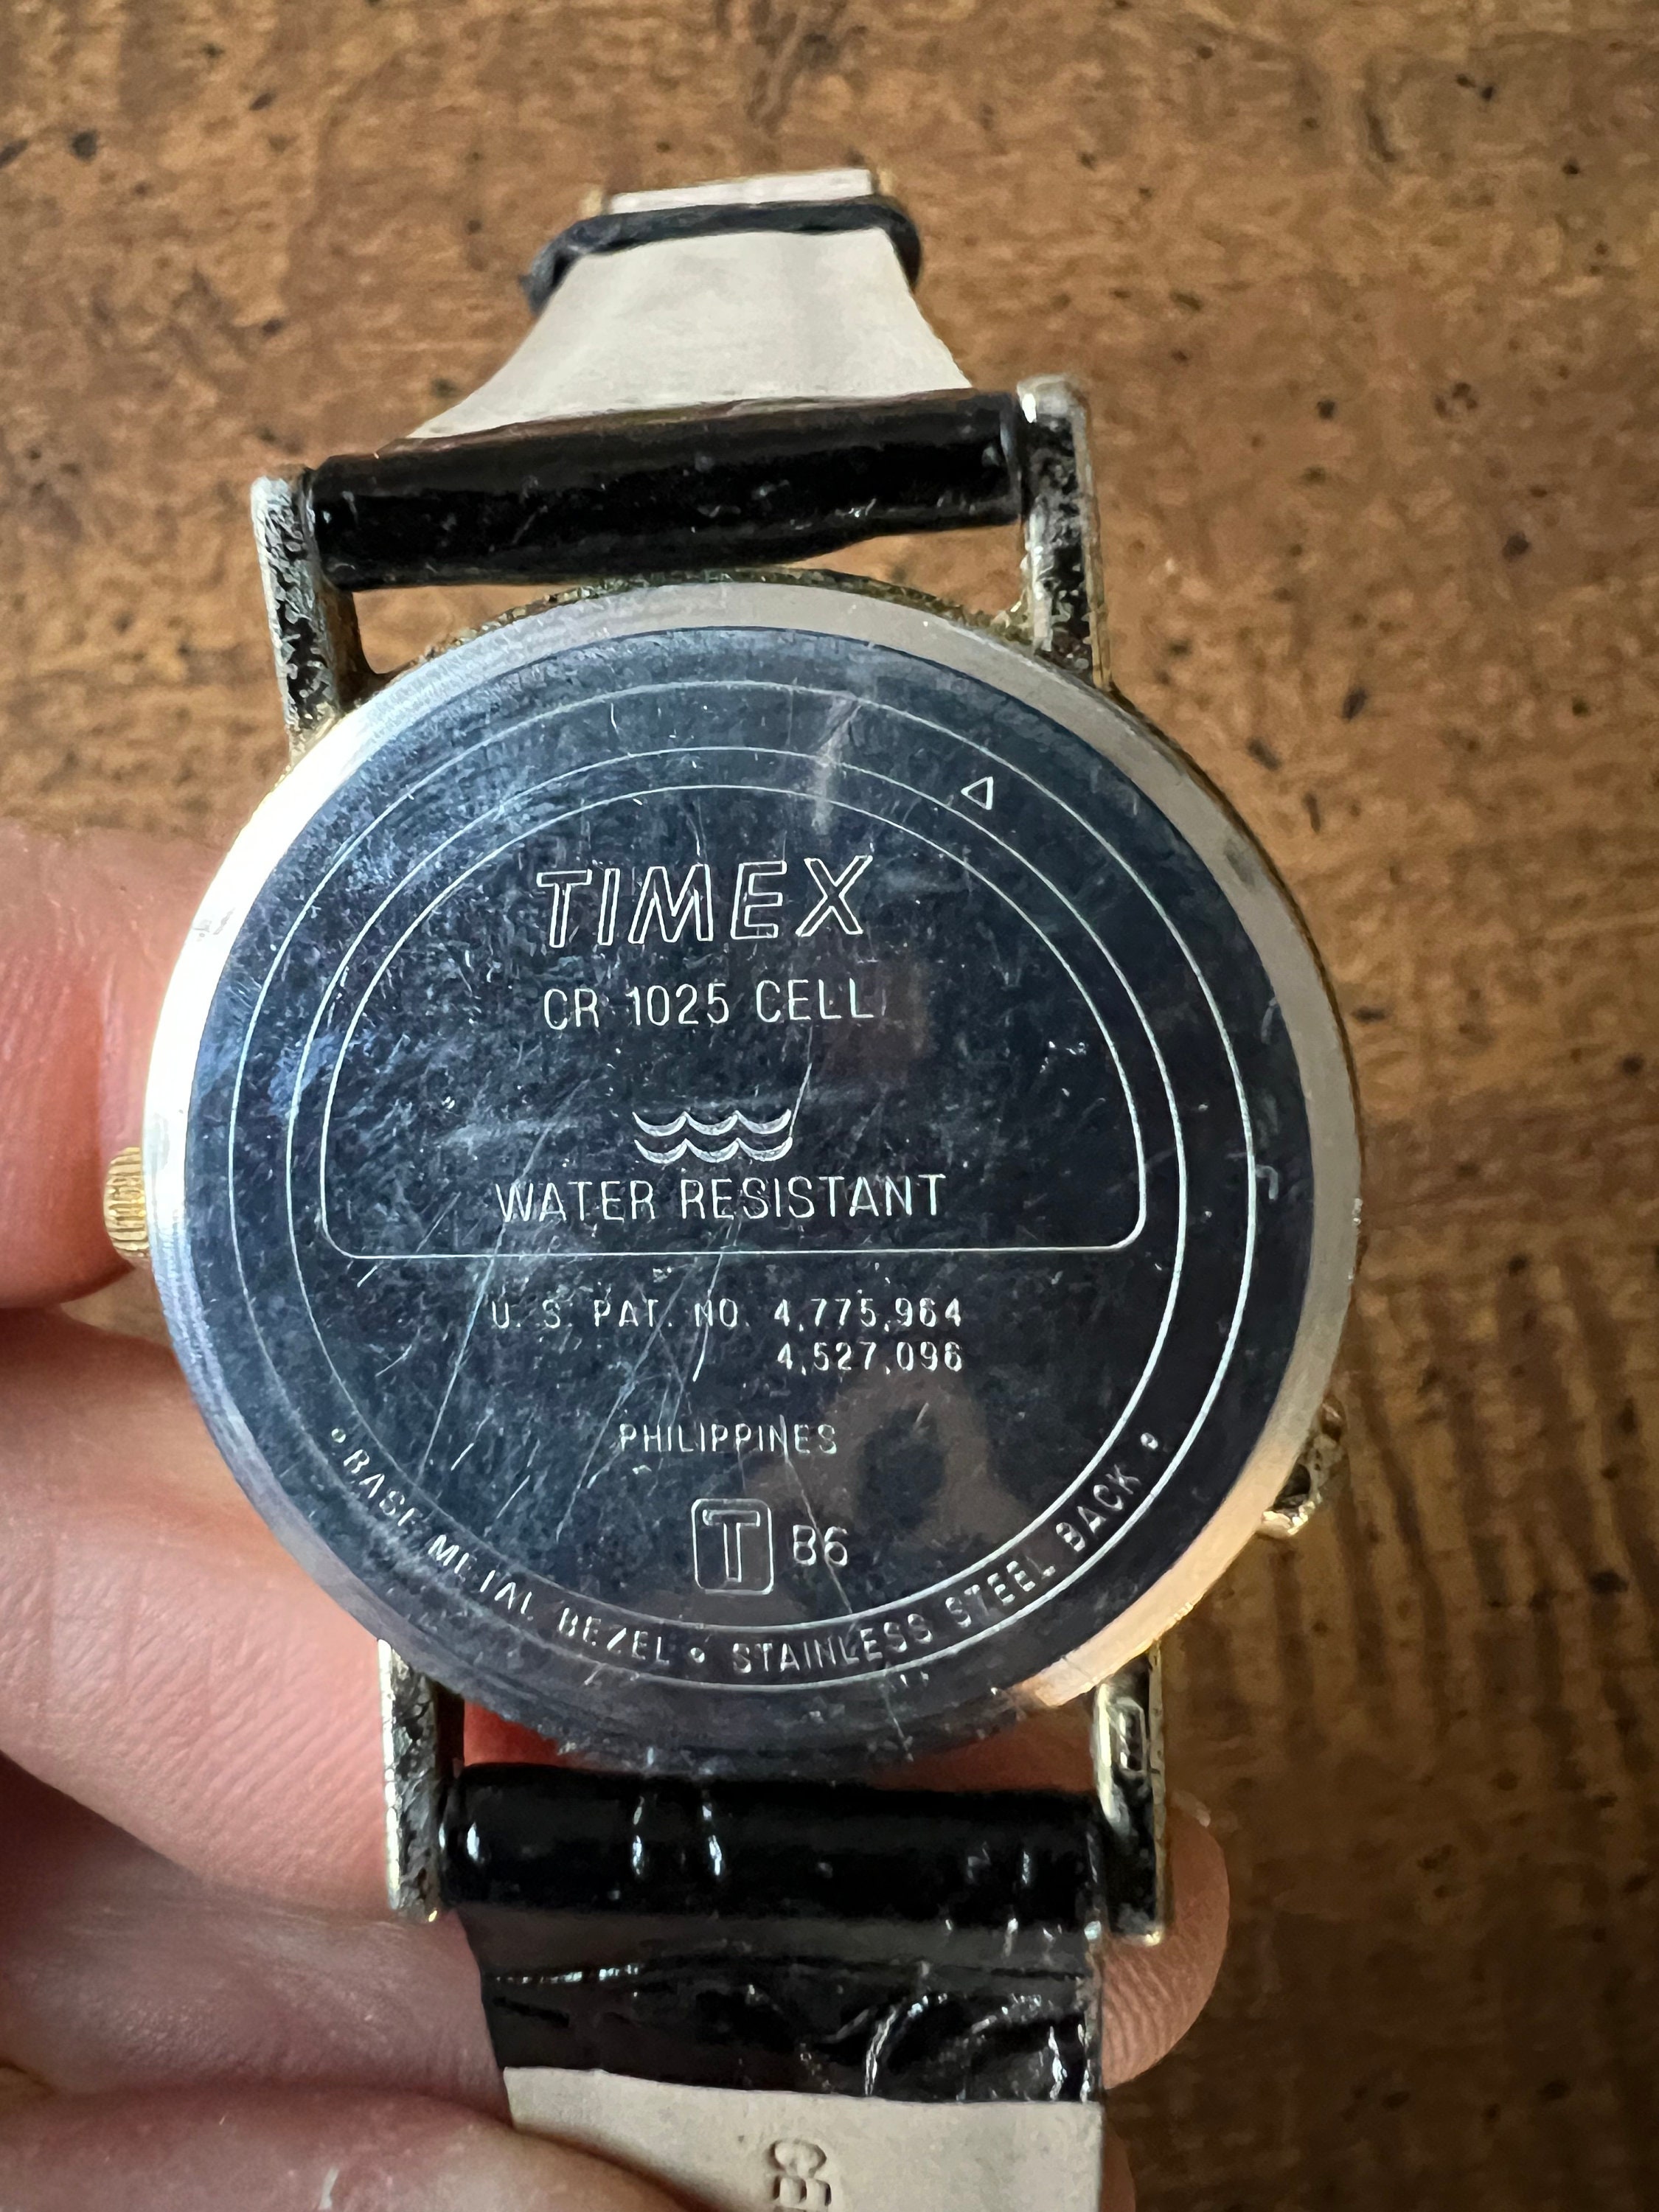 TIMEX
CR 1025 CELL
WATER RESISTANT
U. S. PAT. NO. 4,775,964
4,527,096
PHILIPPINES
T B6
• BASE METAL BEZEL • STAINLESS STEEL BACK •